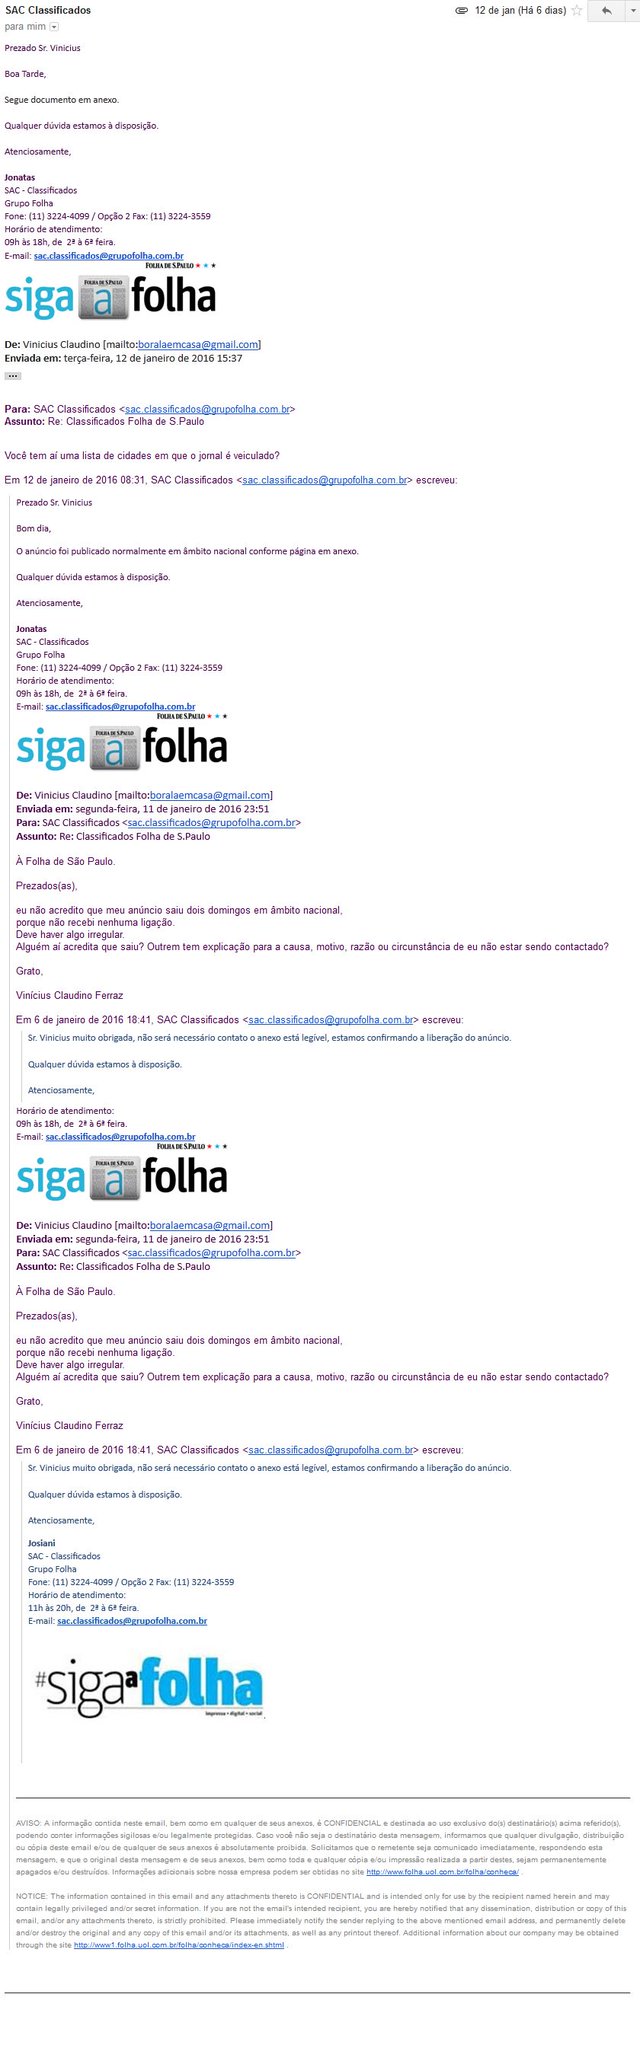 SAC Classificados
12 de jan (Há 6 dias)
para mim
Prezado Sr. Vinicius
Boa Tarde,
Segue documento em anexo.
Qualquer dúvida estamos à disposição.
Atenciosamente,
Jonatas
SAC - Classificados
Grupo Folha
Fone: (11) 3224-4099 / Opção 2 Fax: (11) 3224-3559
Horário de atendimento:
09h às 18h, de 2ª à 6ª feira.
E-mail: sac.classificados@grupofolha.com.br
FOLHA DE S.PAULO
siga a folha
De: Vinicius Claudino [mailto:boralaemcasa@gmail.com]
Enviada em: terça-feira, 12 de janeiro de 2016 15:37
Para: SAC Classificados <sac.classificados@grupofolha.com.br>
Assunto: Re: Classificados Folha de S.Paulo
Você tem aí uma lista de cidades em que o jornal é veiculado?
Em 12 de janeiro de 2016 08:31, SAC Classificados <sac.classificados@grupofolha.com.br> escreveu:
Prezado Sr. Vinicius
Bom dia,
O anúncio foi publicado normalmente em âmbito nacional conforme página em anexo.
Qualquer dúvida estamos à disposição.
Atenciosamente,
Jonatas
SAC - Classificados
Grupo Folha
Fone: (11) 3224-4099 / Opção 2 Fax: (11) 3224-3559
Horário de atendimento:
09h às 18h, de 2ª à 6ª feira.
E-mail: sac.classificados@grupofolha.com.br
FOLHA DE S.PAULO
siga a folha
De: Vinicius Claudino [mailto:boralaemcasa@gmail.com]
Enviada em: segunda-feira, 11 de janeiro de 2016 23:51
Para: SAC Classificados <sac.classificados@grupofolha.com.br>
Assunto: Re: Classificados Folha de S.Paulo
À Folha de São Paulo.
Prezados(as),
eu não acredito que meu anúncio saiu dois domingos em âmbito nacional,
porque não recebi nenhuma ligação.
Deve haver algo irregular.
Alguém aí acredita que saiu? Outrem tem explicação para a causa, motivo, razão ou circunstância de eu não estar sendo contactado?
Grato,
Vinícius Claudino Ferraz
Em 6 de janeiro de 2016 18:41, SAC Classificados <sac.classificados@grupofolha.com.br> escreveu:
Sr. Vinicius muito obrigada, não será necessário contato o anexo está legível, estamos confirmando a liberação do anúncio.
Qualquer dúvida estamos à disposição.
Atenciosamente,
Horário de atendimento:
09h às 18h, de 2ª à 6ª feira.
E-mail: sac.classificados@grupofolha.com.br
FOLHA DE S.PAULO
siga a folha
De: Vinicius Claudino [mailto:boralaemcasa@gmail.com]
Enviada em: segunda-feira, 11 de janeiro de 2016 23:51
Para: SAC Classificados <sac.classificados@grupofolha.com.br>
Assunto: Re: Classificados Folha de S.Paulo
À Folha de São Paulo.
Prezados(as),
eu não acredito que meu anúncio saiu dois domingos em âmbito nacional,
porque não recebi nenhuma ligação.
Deve haver algo irregular.
Alguém aí acredita que saiu? Outrem tem explicação para a causa, motivo, razão ou circunstância de eu não estar sendo contactado?
Grato,
Vinícius Claudino Ferraz
Em 6 de janeiro de 2016 18:41, SAC Classificados <sac.classificados@grupofolha.com.br> escreveu:
Sr. Vinicius muito obrigada, não será necessário contato o anexo está legível, estamos confirmando a liberação do anúncio.
Qualquer dúvida estamos à disposição.
Atenciosamente,
Josiani
SAC - Classificados
Grupo Folha
Fone: (11) 3224-4099 / Opção 2 Fax: (11) 3224-3559
Horário de atendimento:
11h às 20h, de 2ª à 6ª feira.
E-mail: sac.classificados@grupofolha.com.br
#sigaafolha
impressa • digital • social
AVISO: A informação contida neste email, bem como em qualquer de seus anexos, é CONFIDENCIAL e destinada ao uso exclusivo do(s) destinatário(s) acima referido(s),
podendo conter informações sigilosas e/ou legalmente protegidas. Caso você não seja o destinatário desta mensagem, informamos que qualquer divulgação, distribuição
ou cópia deste email e/ou de qualquer de seus anexos é absolutamente proibida. Solicitamos que o remetente seja comunicado imediatamente, respondendo esta
mensagem, e que o original desta mensagem e de seus anexos, bem como toda e qualquer cópia e/ou impressão realizada a partir destes, sejam permanentemente
apagados e/ou destruídos. Informações adicionais sobre nossa empresa podem ser obtidas no site http://www.folha.uol.com.br/folha/conheca/ .
NOTICE: The information contained in this email and any attachments thereto is CONFIDENTIAL and is intended only for use by the recipient named herein and may
contain legally privileged and/or secret information. If you are not the email's intended recipient, you are hereby notified that any dissemination, distribution or copy of this
email, and/or any attachments thereto, is strictly prohibited. Please immediately notify the sender replying to the above mentioned email address, and permanently delete
and/or destroy the original and any copy of this email and/or its attachments, as well as any printout thereof. Additional information about our company may be obtained
through the site http://www1.folha.uol.com.br/folha/conheca/index-en.shtml .